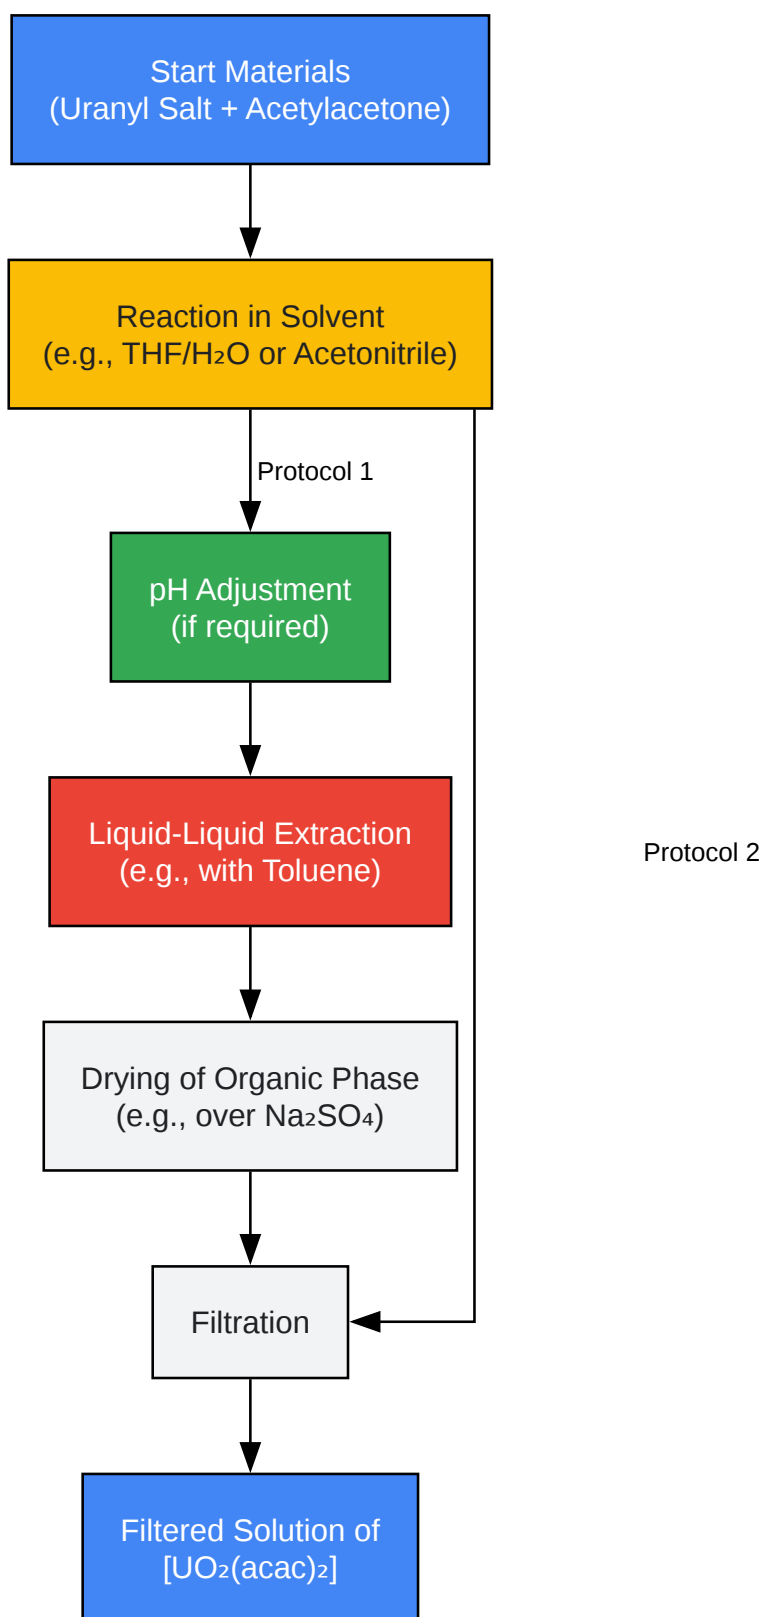 Start Materials
(Uranyl Salt + Acetylacetone)
Reaction in Solvent
(e.g., THF/H₂O or Acetonitrile)
Protocol 1
pH Adjustment
(if required)
Liquid-Liquid Extraction
(e.g., with Toluene)
Protocol 2
Drying of Organic Phase
(e.g., over Na₂SO₄)
Filtration
Filtered Solution of
[UO₂(acac)₂]